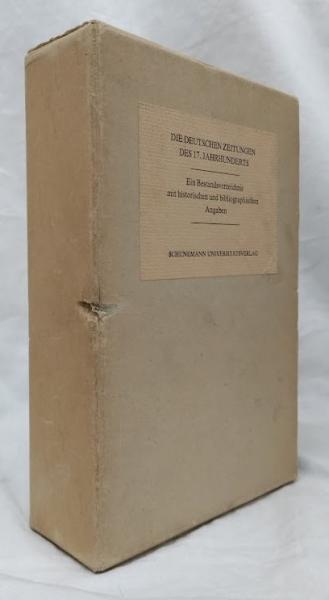 DIE DEUTSCHEN ZEITUNGEN
DES 17. JAHRHUNDERTS
Ein Bestandsverzeichnis
mit historischen und bibliographischen
Angaben
SCHÜNEMANN UNIVERSITÄTSVERLAG